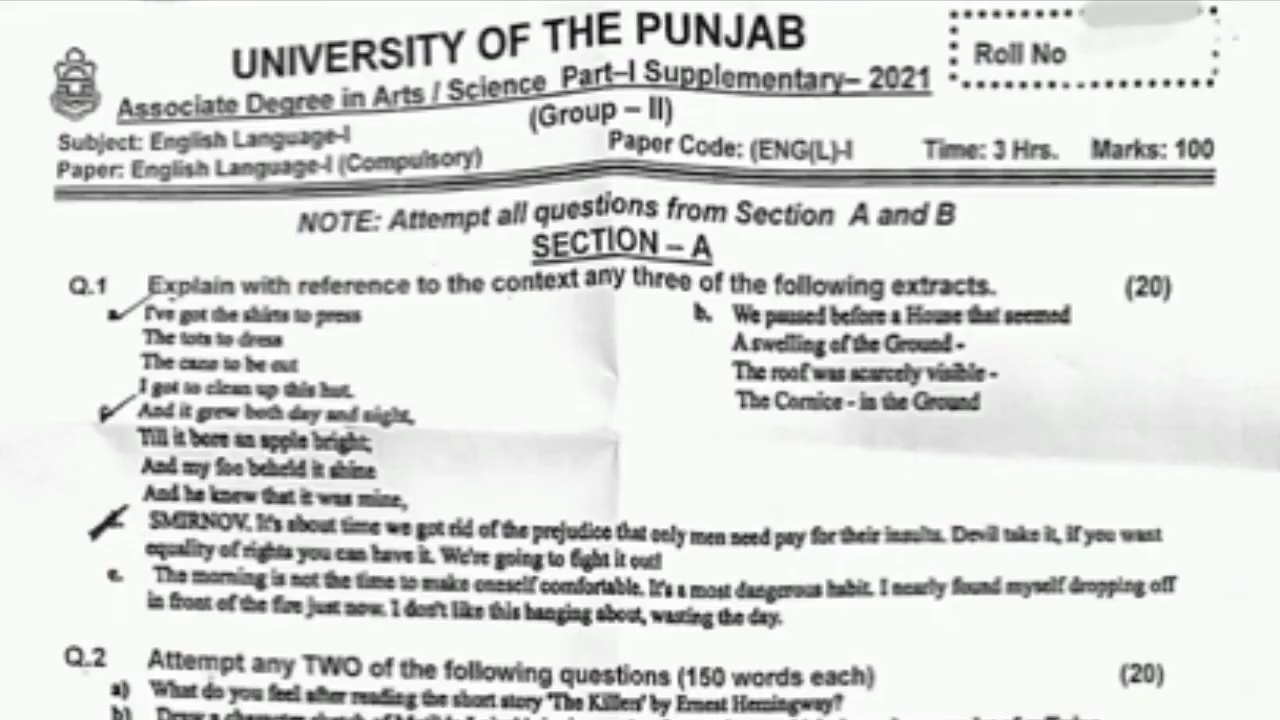 UNIVERSITY OF THE PUNJAB
Roll No
Associate Degree in Arts / Science Part–I Supplementary– 2021
(Group – II)
Subject: English Language-I
Paper: English Language-I (Compulsory)
Paper Code: (ENG(L)-I
Time: 3 Hrs. Marks: 100
NOTE: Attempt all questions from Section A and B
SECTION – A
Q.1 Explain with reference to the context any three of the following extracts. (20)
I've got the shirts to press
The tots to dress
The cane to be cut
I got to clean up this hut.
b. We paused before a House that seemed
A swelling of the Ground -
The roof was scarcely visible -
The Cornice - in the Ground
And it grew both day and night,
Till it bore an apple bright;
And my foe beheld it shine
And he knew that it was mine,
SMIRNOV. It's about time we got rid of the prejudice that only men need pay for their insults. Devil take it, if you want
equality of rights you can have it. We're going to fight it out!
e. The morning is not the time to make oneself comfortable. It's a most dangerous habit. I nearly found myself dropping off
in front of the fire just now. I don't like this hanging about, wasting the day.
Q.2 Attempt any TWO of the following questions (150 words each) (20)
a) What do you feel after reading the short story 'The Killers' by Ernest Hemingway?
b) Draw a character sketch of